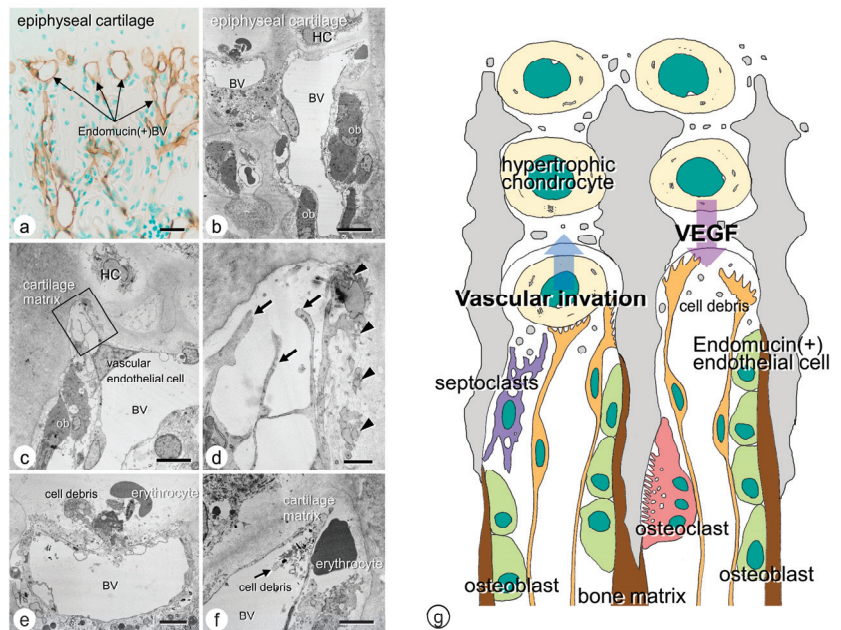 epiphyseal cartilage
Endomucin(+)BV
a
epiphyseal cartilage
HC
BV
BV
ob
ob
b
HC
cartilage
matrix
vascular
endothelial cell
ob
BV
c
d
cell debris
erythrocyte
BV
e
cartilage
matrix
erythrocyte
cell debris
BV
f
hypertrophic
chondrocyte
VEGF
Vascular invation
cell debris
Endomucin(+)
endothelial cell
septoclasts
osteoclast
osteoblast
osteoblast
bone matrix
g